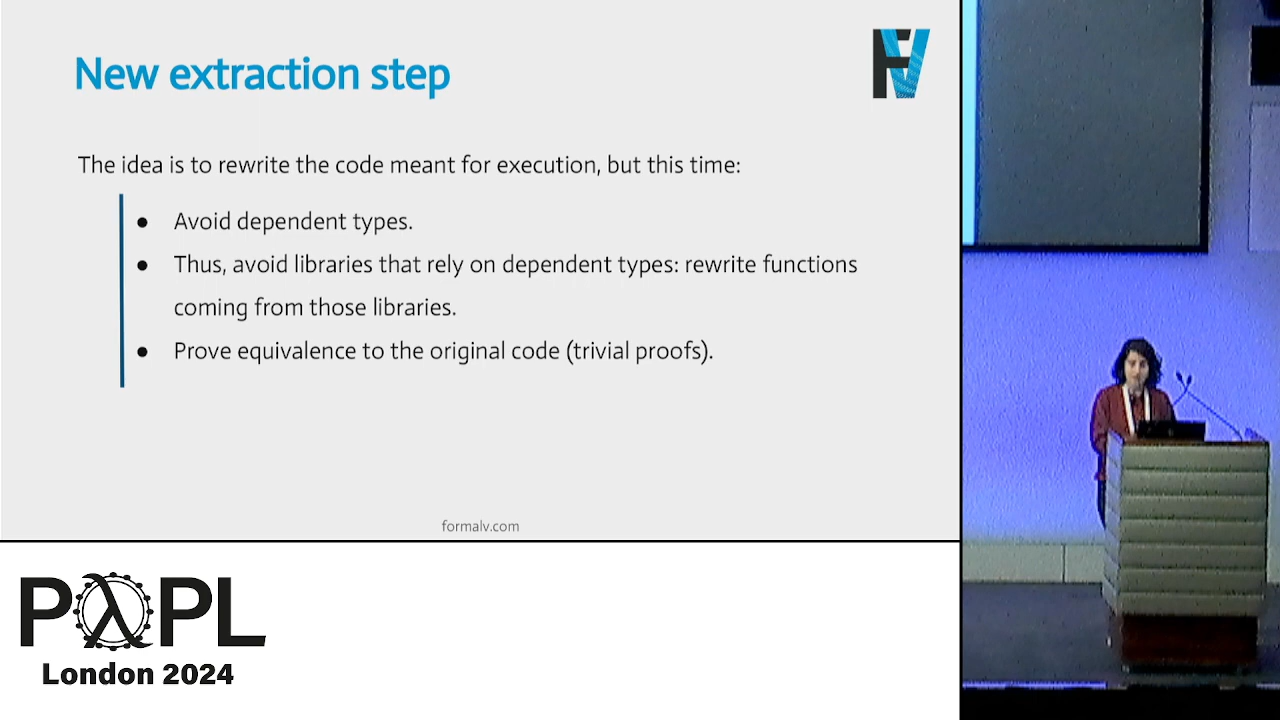 New extraction step
FV
The idea is to rewrite the code meant for execution, but this time:
● Avoid dependent types.
● Thus, avoid libraries that rely on dependent types: rewrite functions
coming from those libraries.
● Prove equivalence to the original code (trivial proofs).
formalv.com
PλPL
London 2024